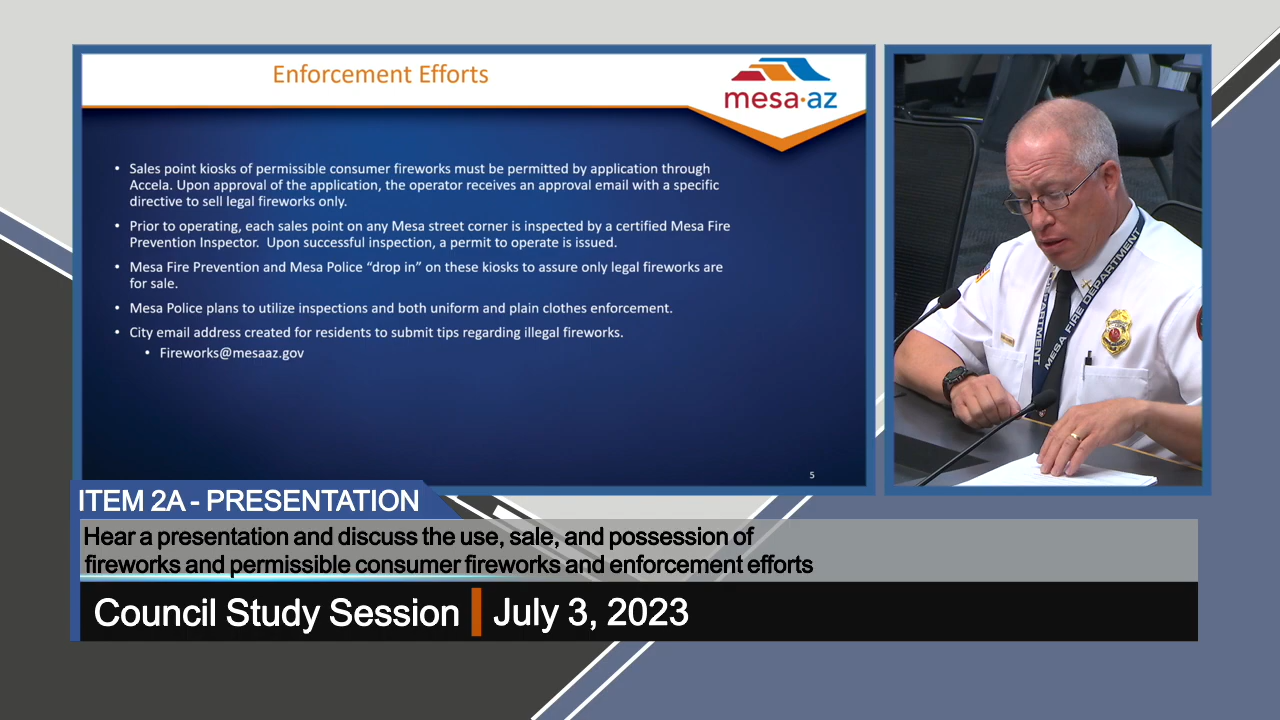 Enforcement Efforts
mesa·az
• Sales point kiosks of permissible consumer fireworks must be permitted by application through
Accela. Upon approval of the application, the operator receives an approval email with a specific
directive to sell legal fireworks only.
• Prior to operating, each sales point on any Mesa street corner is inspected by a certified Mesa Fire
Prevention Inspector.  Upon successful inspection, a permit to operate is issued.
• Mesa Fire Prevention and Mesa Police “drop in” on these kiosks to assure only legal fireworks are
for sale.
• Mesa Police plans to utilize inspections and both uniform and plain clothes enforcement.
• City email address created for residents to submit tips regarding illegal fireworks.
• Fireworks@mesaaz.gov
5
MESA FIRE DEPARTMENT
PARTMENT
ITEM 2A - PRESENTATION
Hear a presentation and discuss the use, sale, and possession of
fireworks and permissible consumer fireworks and enforcement efforts
Council Study Session
July 3, 2023